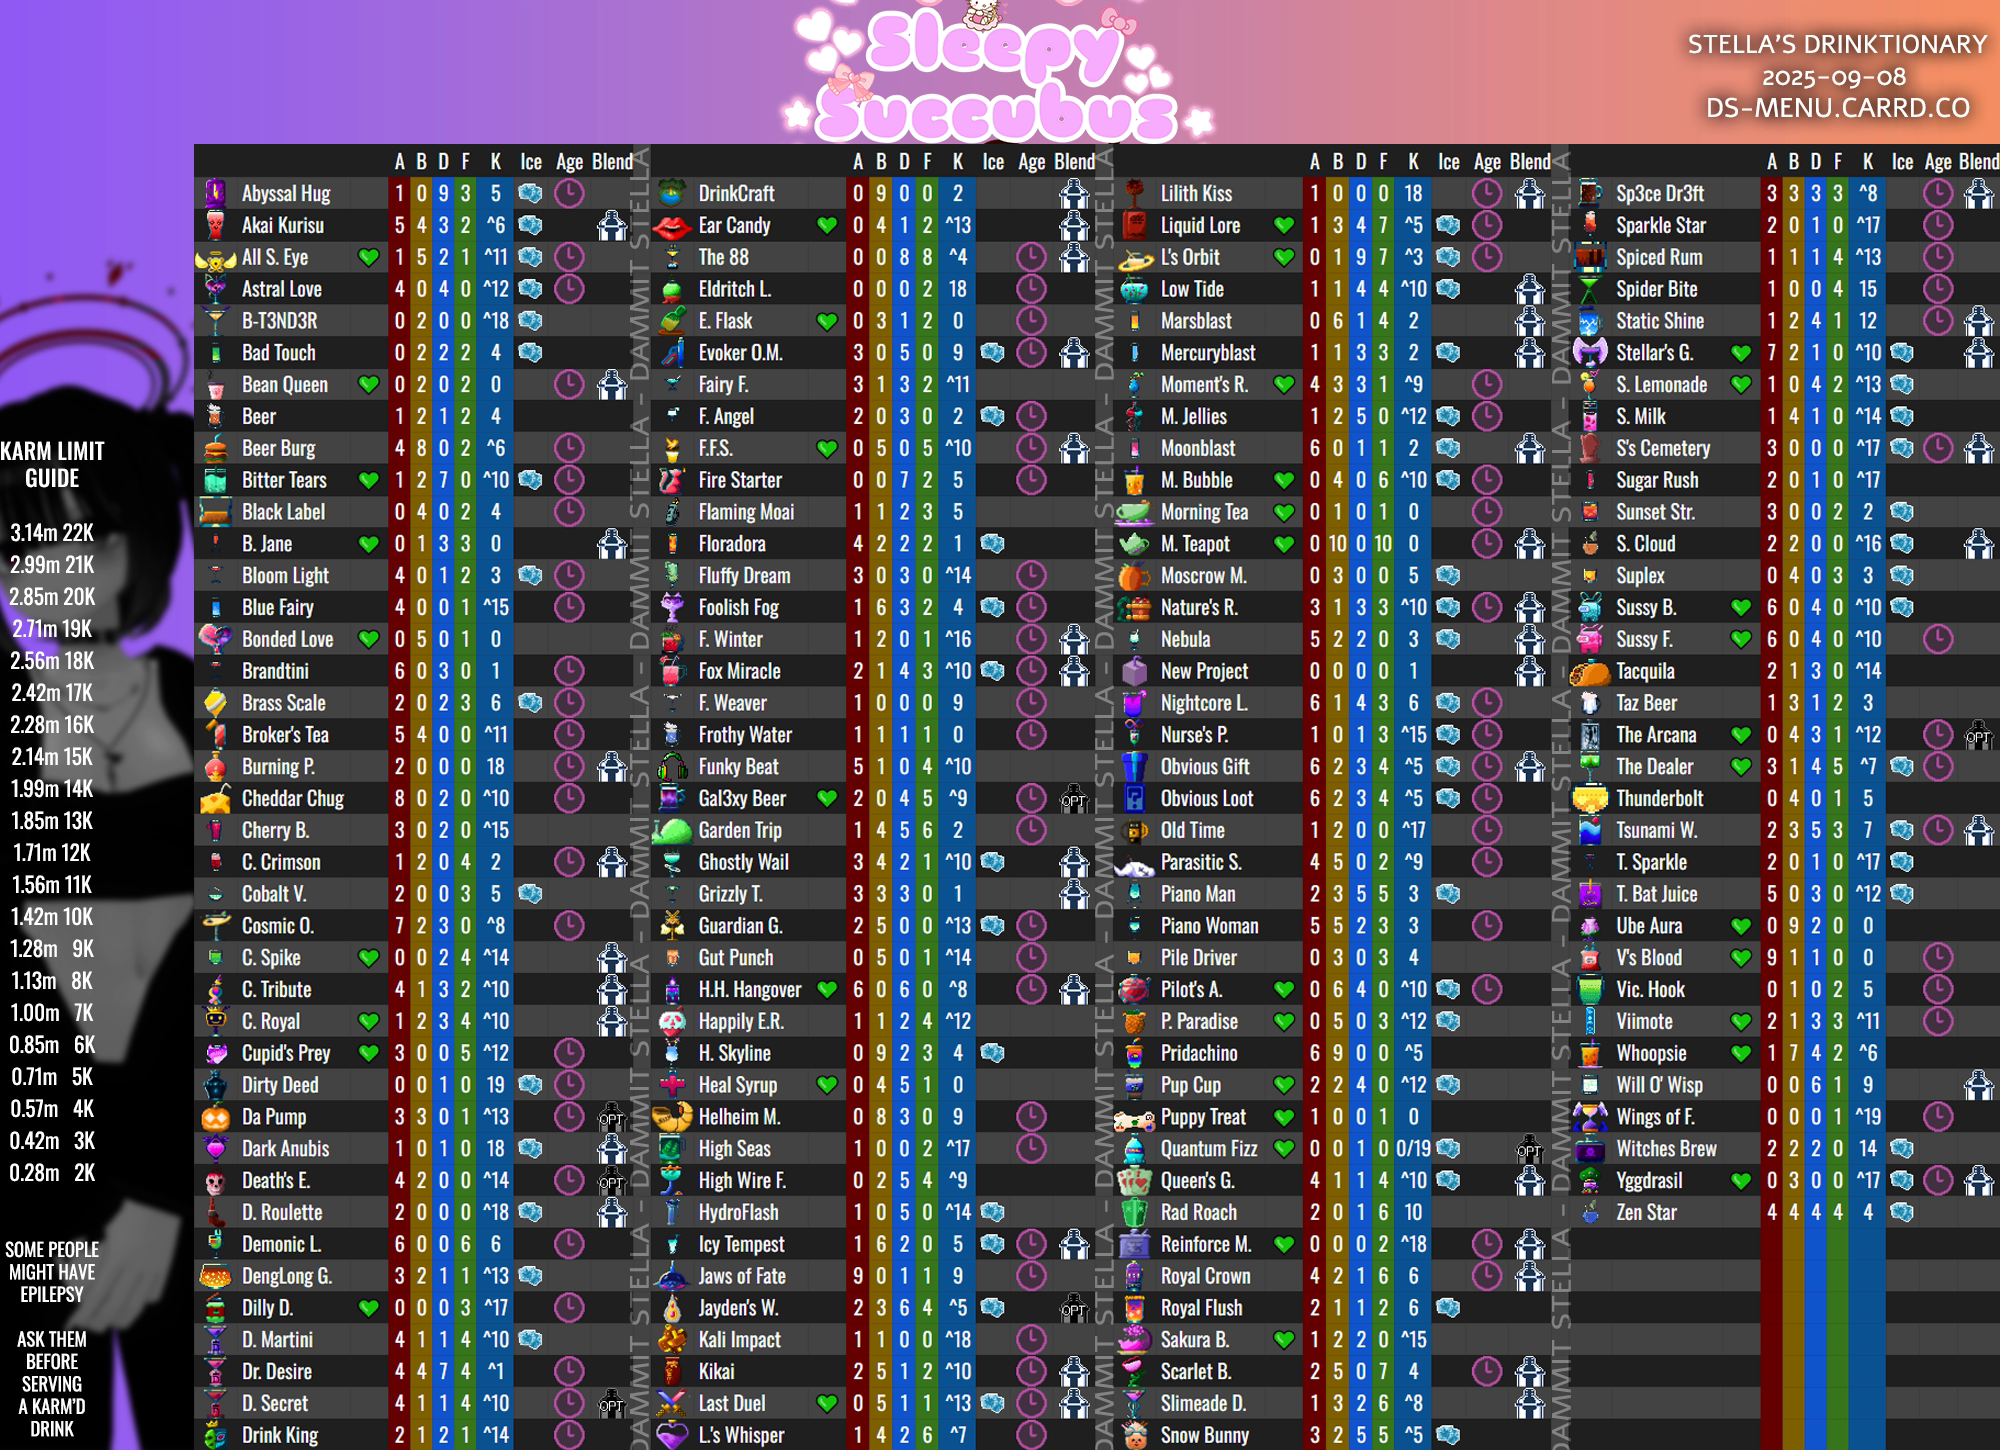 Sleepy
Succubus
STELLA'S DRINKTIONARY
2025-09-08
DS-MENU.CARRD.CO
KARM LIMIT
GUIDE
3.14m 22K
2.99m 21K
2.85m 20K
2.71m 19K
2.56m 18K
2.42m 17K
2.28m 16K
2.14m 15K
1.99m 14K
1.85m 13K
1.71m 12K
1.56m 11K
1.42m 10K
1.28m 9K
1.13m 8K
1.00m 7K
0.85m 6K
0.71m 5K
0.57m 4K
0.42m 3K
0.28m 2K
SOME PEOPLE
MIGHT HAVE
EPILEPSY
ASK THEM
BEFORE
SERVING
A KARM'D
DRINK
A B D F K Ice Age Blend
Abyssal Hug 1 0 9 3 5
Akai Kurisu 5 4 3 2 ^6
All S. Eye 1 5 2 1 ^11
Astral Love 4 0 4 0 ^12
B-T3ND3R 0 2 0 0 ^18
Bad Touch 0 2 2 2 4
Bean Queen 0 2 0 2 0
Beer 1 2 1 2 4
Beer Burg 4 8 0 2 ^6
Bitter Tears 1 2 7 0 ^10
Black Label 0 4 0 2 4
B. Jane 0 1 3 3 0
Bloom Light 4 0 1 2 3
Blue Fairy 4 0 0 1 ^15
Bonded Love 0 5 0 1 0
Brandtini 6 0 3 0 1
Brass Scale 2 0 2 3 6
Broker's Tea 5 4 0 0 ^11
Burning P. 2 0 0 0 18
Cheddar Chug 8 0 2 0 ^10
Cherry B. 3 0 2 0 ^15
C. Crimson 1 2 0 4 2
Cobalt V. 2 0 0 3 5
Cosmic O. 7 2 3 0 ^8
C. Spike 0 0 2 4 ^14
C. Tribute 4 1 3 2 ^10
C. Royal 1 2 3 4 ^10
Cupid's Prey 3 0 0 5 ^12
Dirty Deed 0 0 1 0 19
Da Pump 3 3 0 1 ^13 OPT
Dark Anubis 1 0 1 0 18
Death's E. 4 2 0 0 ^14 OPT
D. Roulette 2 0 0 0 ^18
Demonic L. 6 0 0 6 6
DengLong G. 3 2 1 1 ^13
Dilly D. 0 0 0 3 ^17
D. Martini 4 1 1 4 ^10
Dr. Desire 4 4 7 4 ^1
D. Secret 4 1 1 4 ^10 OPT
Drink King 2 1 2 1 ^14
DAMMIT STELLA - DAMMIT STELLA - DAMMIT STELLA - DAMMIT STELLA
A B D F K Ice Age Blend
DrinkCraft 0 9 0 0 2
Ear Candy 0 4 1 2 ^13
The 88 0 0 8 8 ^4
Eldritch L. 0 0 0 2 18
E. Flask 0 3 1 2 0
Evoker O.M. 3 0 5 0 9
Fairy F. 3 1 3 2 ^11
F. Angel 2 0 3 0 2
F.F.S. 0 5 0 5 ^10
Fire Starter 0 0 7 2 5
Flaming Moai 1 1 2 3 5
Floradora 4 2 2 2 1
Fluffy Dream 3 0 3 0 ^14
Foolish Fog 1 6 3 2 4
F. Winter 1 2 0 1 ^16
Fox Miracle 2 1 4 3 ^10
F. Weaver 1 0 0 0 9
Frothy Water 1 1 1 1 0
Funky Beat 5 1 0 4 ^10
Gal3xy Beer 2 0 4 5 ^9 OPT
Garden Trip 1 4 5 6 2
Ghostly Wail 3 4 2 1 ^10
Grizzly T. 3 3 3 0 1
Guardian G. 2 5 0 0 ^13
Gut Punch 0 5 0 1 ^14
H.H. Hangover 6 0 6 0 ^8
Happily E.R. 1 1 2 4 ^12
H. Skyline 0 9 2 3 4
Heal Syrup 0 4 5 1 0
Helheim M. 0 8 3 0 9
High Seas 1 0 0 2 ^17
High Wire F. 0 2 5 4 ^9
HydroFlash 1 0 5 0 ^14
Icy Tempest 1 6 2 0 5
Jaws of Fate 9 0 1 1 9
Jayden's W. 2 3 6 4 ^5 OPT
Kali Impact 1 1 0 0 ^18
Kikai 2 5 1 2 ^10
Last Duel 0 5 1 1 ^13
L.'s Whisper 1 4 2 6 ^7
DAMMIT STELLA - DAMMIT STELLA - DAMMIT STELLA - DAMMIT STELLA
A B D F K Ice Age Blend
Lilith Kiss 1 0 0 0 18
Liquid Lore 1 3 4 7 ^5
L's Orbit 0 1 9 7 ^3
Low Tide 1 1 4 4 ^10
Marsblast 0 6 1 4 2
Mercuryblast 1 1 3 3 2
Moment's R. 4 3 3 1 ^9
M. Jellies 1 2 5 0 ^12
Moonblast 6 0 1 1 2
M. Bubble 0 4 0 6 ^10
Morning Tea 0 1 0 1 0
M. Teapot 0 10 0 10 0
Moscrow M. 0 3 0 0 5
Nature's R. 3 1 3 3 ^10
Nebula 5 2 2 0 3
New Project 0 0 0 0 1
Nightcore L. 6 1 4 3 6
Nurse's P. 1 0 1 3 ^15
Obvious Gift 6 2 3 4 ^5
Obvious Loot 6 2 3 4 ^5
Old Time 1 2 0 0 ^17
Parasitic S. 4 5 0 2 ^9
Piano Man 2 3 5 5 3
Piano Woman 5 5 2 3 3
Pile Driver 0 3 0 3 4
Pilot's A. 0 6 4 0 ^10
P. Paradise 0 5 0 3 ^12
Pridachino 6 9 0 0 ^5
Pup Cup 2 2 4 0 ^12
Puppy Treat 1 0 0 1 0
Quantum Fizz 0 0 1 0 0/19 OPT
Queen's G. 4 1 1 4 ^10
Rad Roach 2 0 1 6 10
Reinforce M. 0 0 0 2 ^18
Royal Crown 4 2 1 6 6
Royal Flush 2 1 1 2 6
Sakura B. 1 2 2 0 ^15
Scarlet B. 2 5 0 7 4
Slimeade D. 1 3 2 6 ^8
Snow Bunny 3 2 5 5 ^5
DAMMIT STELLA - DAMMIT STELLA - DAMMIT STELLA - DAMMIT STELLA
A B D F K Ice Age Blend
Sp3ce Dr3ft 3 3 3 3 ^8
Sparkle Star 2 0 1 0 ^17
Spiced Rum 1 1 1 4 ^13
Spider Bite 1 0 0 4 15
Static Shine 1 2 4 1 12
Stellar's G. 7 2 1 0 ^10
S. Lemonade 1 0 4 2 ^13
S. Milk 1 4 1 0 ^14
S's Cemetery 3 0 0 0 ^17
Sugar Rush 2 0 1 0 ^17
Sunset Str. 3 0 0 2 2
S. Cloud 2 2 0 0 ^16
Suplex 0 4 0 3 3
Sussy B. 6 0 4 0 ^10
Sussy F. 6 0 4 0 ^10
Tacquila 2 1 3 0 ^14
Taz Beer 1 3 1 2 3
The Arcana 0 4 3 1 ^12 OPT
The Dealer 3 1 4 5 ^7
Thunderbolt 0 4 0 1 5
Tsunami W. 2 3 5 3 7
T. Sparkle 2 0 1 0 ^17
T. Bat Juice 5 0 3 0 ^12
Ube Aura 0 9 2 0 0
V's Blood 9 1 1 0 0
Vic. Hook 0 1 0 2 5
Viimote 2 1 3 3 ^11
Whoopsie 1 7 4 2 ^6
Will O' Wisp 0 0 6 1 9
Wings of F. 0 0 0 1 ^19
Witches Brew 2 2 2 0 14
Yggdrasil 0 3 0 0 ^17
Zen Star 4 4 4 4 4